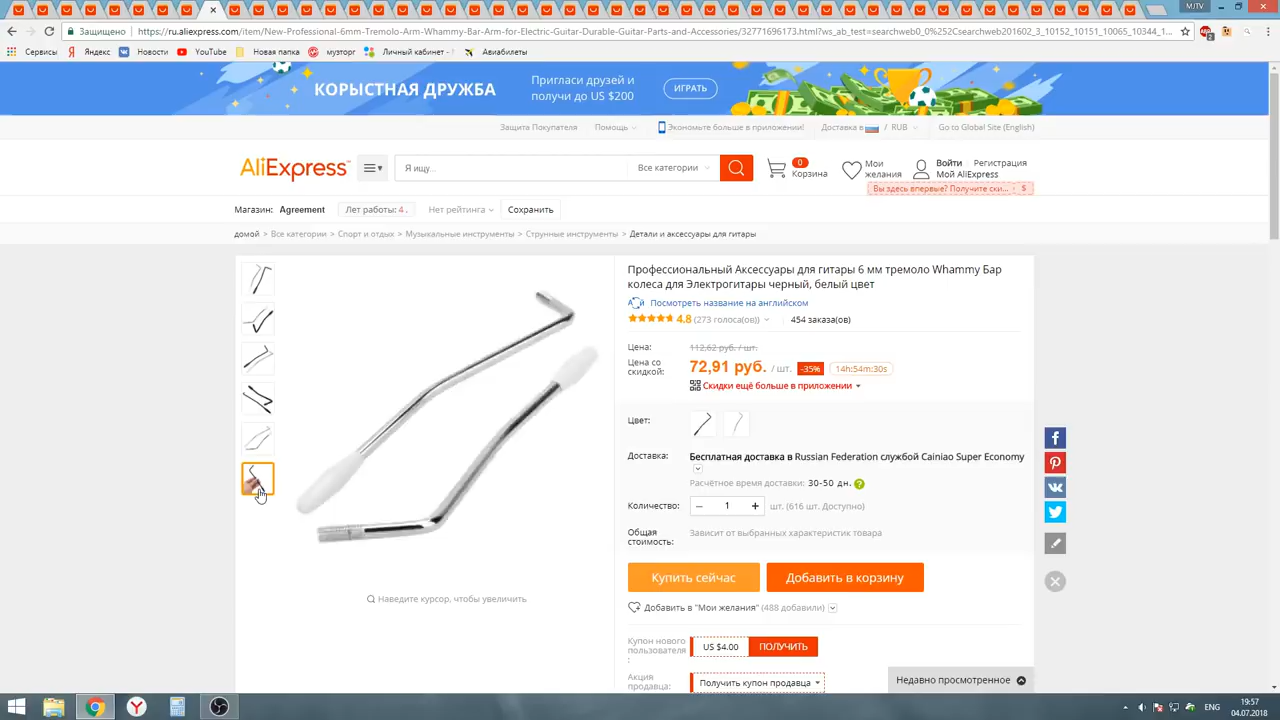 M/TV
Защищено
https://ru.aliexpress.com/item/New-Professional-6mm-Tremolo-Arm-Whammy-Bar-Arm-for-Electric-Guitar-Durable-Guitar-Parts-and-Accessories/32771696173.html?ws_ab_test=searchweb0_0%252Csearchweb201602_3_10152_10151_10065_10344_1...
Сервисы
Яндекс
Новости
YouTube
Новая папка
музторг
Личный кабинет -
Авиабилеты
КОРЫСТНАЯ ДРУЖБА
Пригласи друзей и
получи до US $200
ИГРАТЬ
Защита Покупателя
Помощь
Экономьте больше в приложении!
Доставка в / RUB
Go to Global Site (English)
AliExpress
Я ищу...
Все категории
0
Корзина
Мои
желания
Войти
Регистрация
Мой AliExpress
Вы здесь впервые? Получите ски... $
Магазин: Agreement
Лет работы: 4 .
Нет рейтинга
Сохранить
домой > Все категории > Спорт и отдых > Музыкальные инструменты > Струнные инструменты > Детали и аксессуары для гитары
Профессиональный Аксессуары для гитары 6 мм тремоло Whammy Бар
колеса для Электрогитары черный, белый цвет
Посмотреть название на английском
4.8 (273 голоса(ов))
454 заказа(ов)
Цена:
112,62 руб. / шт.
Цена со
скидкой:
72,91 руб. / шт.
-35%
14h:54m:30s
Скидки ещё больше в приложении
Цвет:
Доставка:
Бесплатная доставка в Russian Federation службой Cainiao Super Economy
Расчётное время доставки: 30-50 дн.
Количество:
1
шт. (616 шт. Доступно)
Общая
стоимость:
Зависит от выбранных характеристик товара
Купить сейчас
Добавить в корзину
Наведите курсор, чтобы увеличить
Добавить в "Мои желания" (488 добавили)
Купон нового
пользователя
:
US $4.00
ПОЛУЧИТЬ
Акция
продавца:
Получить купон продавца
Недавно просмотренное
ENG
19:57
04.07.2018